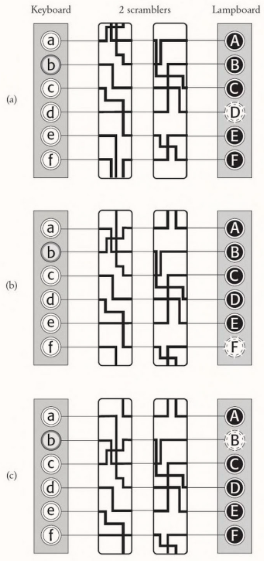 Keyboard 2 scramblers Lampboard
a A
b B
c C
(a)
d D
e E
f F
a A
b B
c C
(b)
d D
e E
f F
a A
b B
c C
(c)
d D
e E
f F